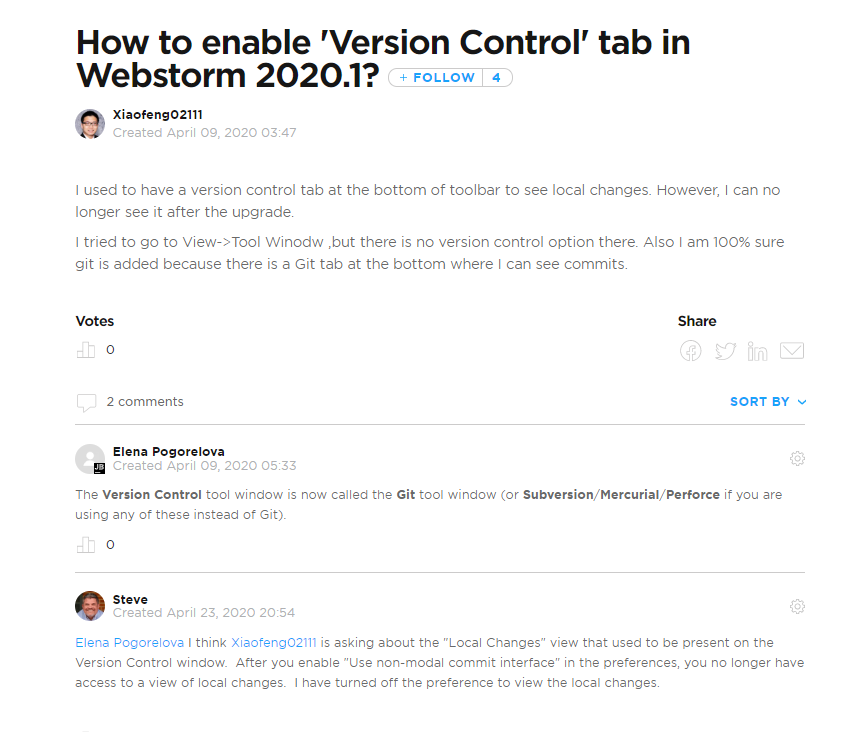 How to enable 'Version Control' tab in
Webstorm 2020.1? + FOLLOW 4
Xiaofeng02111
Created April 09, 2020 03:47
I used to have a version control tab at the bottom of toolbar to see local changes. However, I can no
longer see it after the upgrade.
I tried to go to View->Tool Winodw ,but there is no version control option there. Also I am 100% sure
git is added because there is a Git tab at the bottom where I can see commits.
Votes Share
0
2 comments SORT BY
Elena Pogorelova
JB Created April 09, 2020 05:33
The Version Control tool window is now called the Git tool window (or Subversion/Mercurial/Perforce if you are
using any of these instead of Git).
0
Steve
Created April 23, 2020 20:54
Elena Pogorelova I think Xiaofeng02111 is asking about the "Local Changes" view that used to be present on the
Version Control window. After you enable "Use non-modal commit interface" in the preferences, you no longer have
access to a view of local changes. I have turned off the preference to view the local changes.